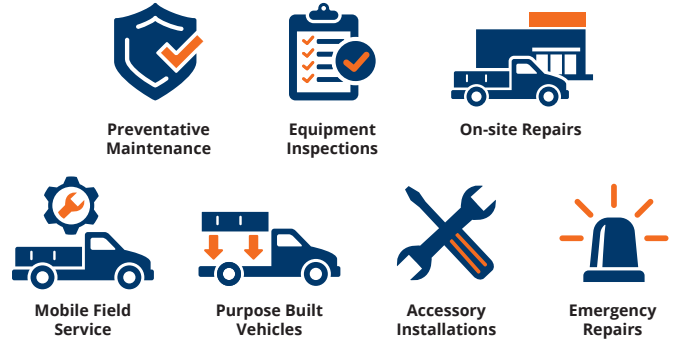 Preventative
Maintenance
Equipment
Inspections
On-site Repairs
Mobile Field
Service
Purpose Built
Vehicles
Accessory
Installations
Emergency
Repairs